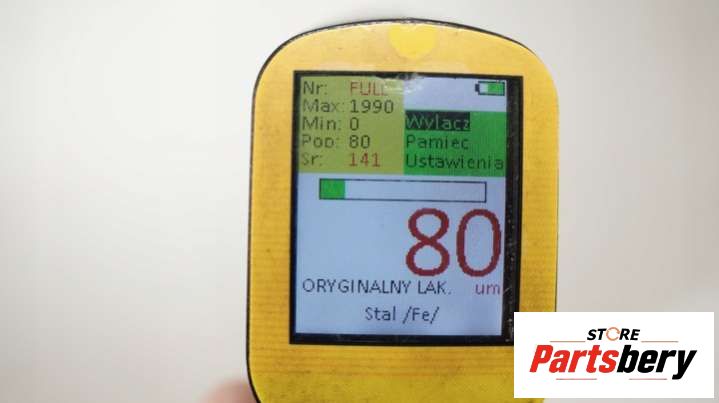 Nr: FULL
Max: 1990
Min: 0
Pop: 80
Sr: 141
Wylacz
Pamiec
Ustawienia
80
ORYGINALNY LAK. um
Stal /Fe/
STORE
Partsbery